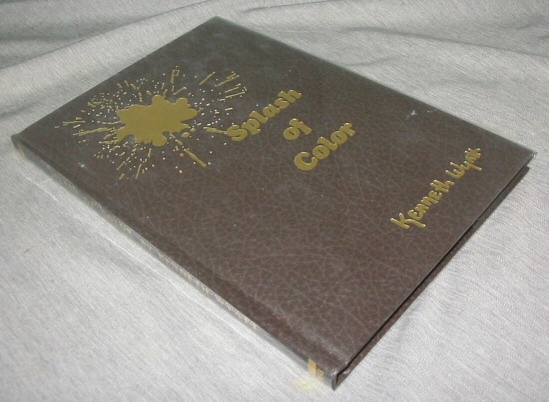 Splash
of
Color
Kenneth Wyatt